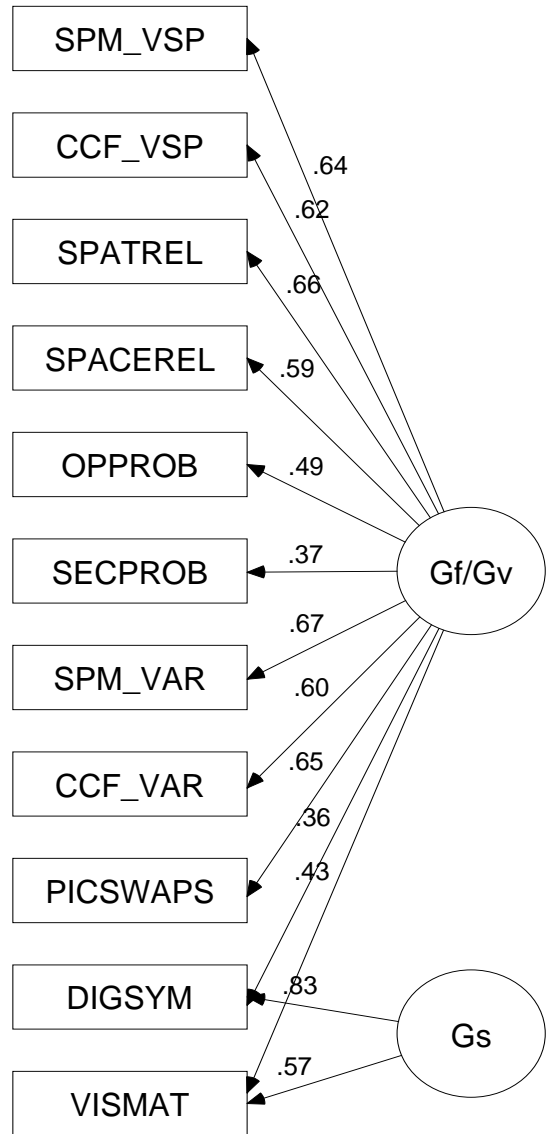 SPM_VSP
CCF_VSP
SPATREL
SPACEREL
OPPROB
SECPROB
SPM_VAR
CCF_VAR
PICSWAPS
DIGSYM
VISMAT
.64
.62
.66
.59
.49
.37
.67
.60
.65
.36
.43
.83
.57
Gf/Gv
Gs